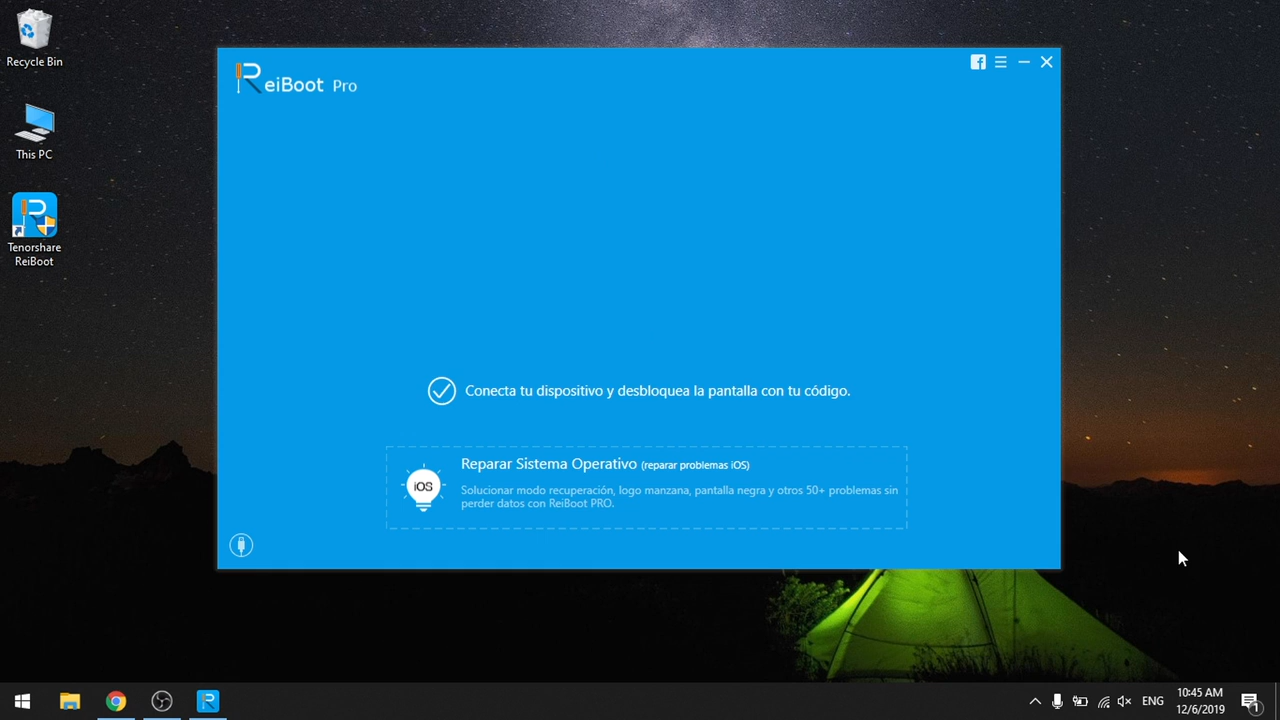 Recycle Bin
This PC
Tenorshare
ReiBoot
ReiBoot Pro
Conecta tu dispositivo y desbloquea la pantalla con tu código.
iOS
Reparar Sistema Operativo (reparar problemas iOS)
Solucionar modo recuperación, logo manzana, pantalla negra y otros 50+ problemas sin
perder datos con ReiBoot PRO.
ENG
10:45 AM
12/6/2019
1